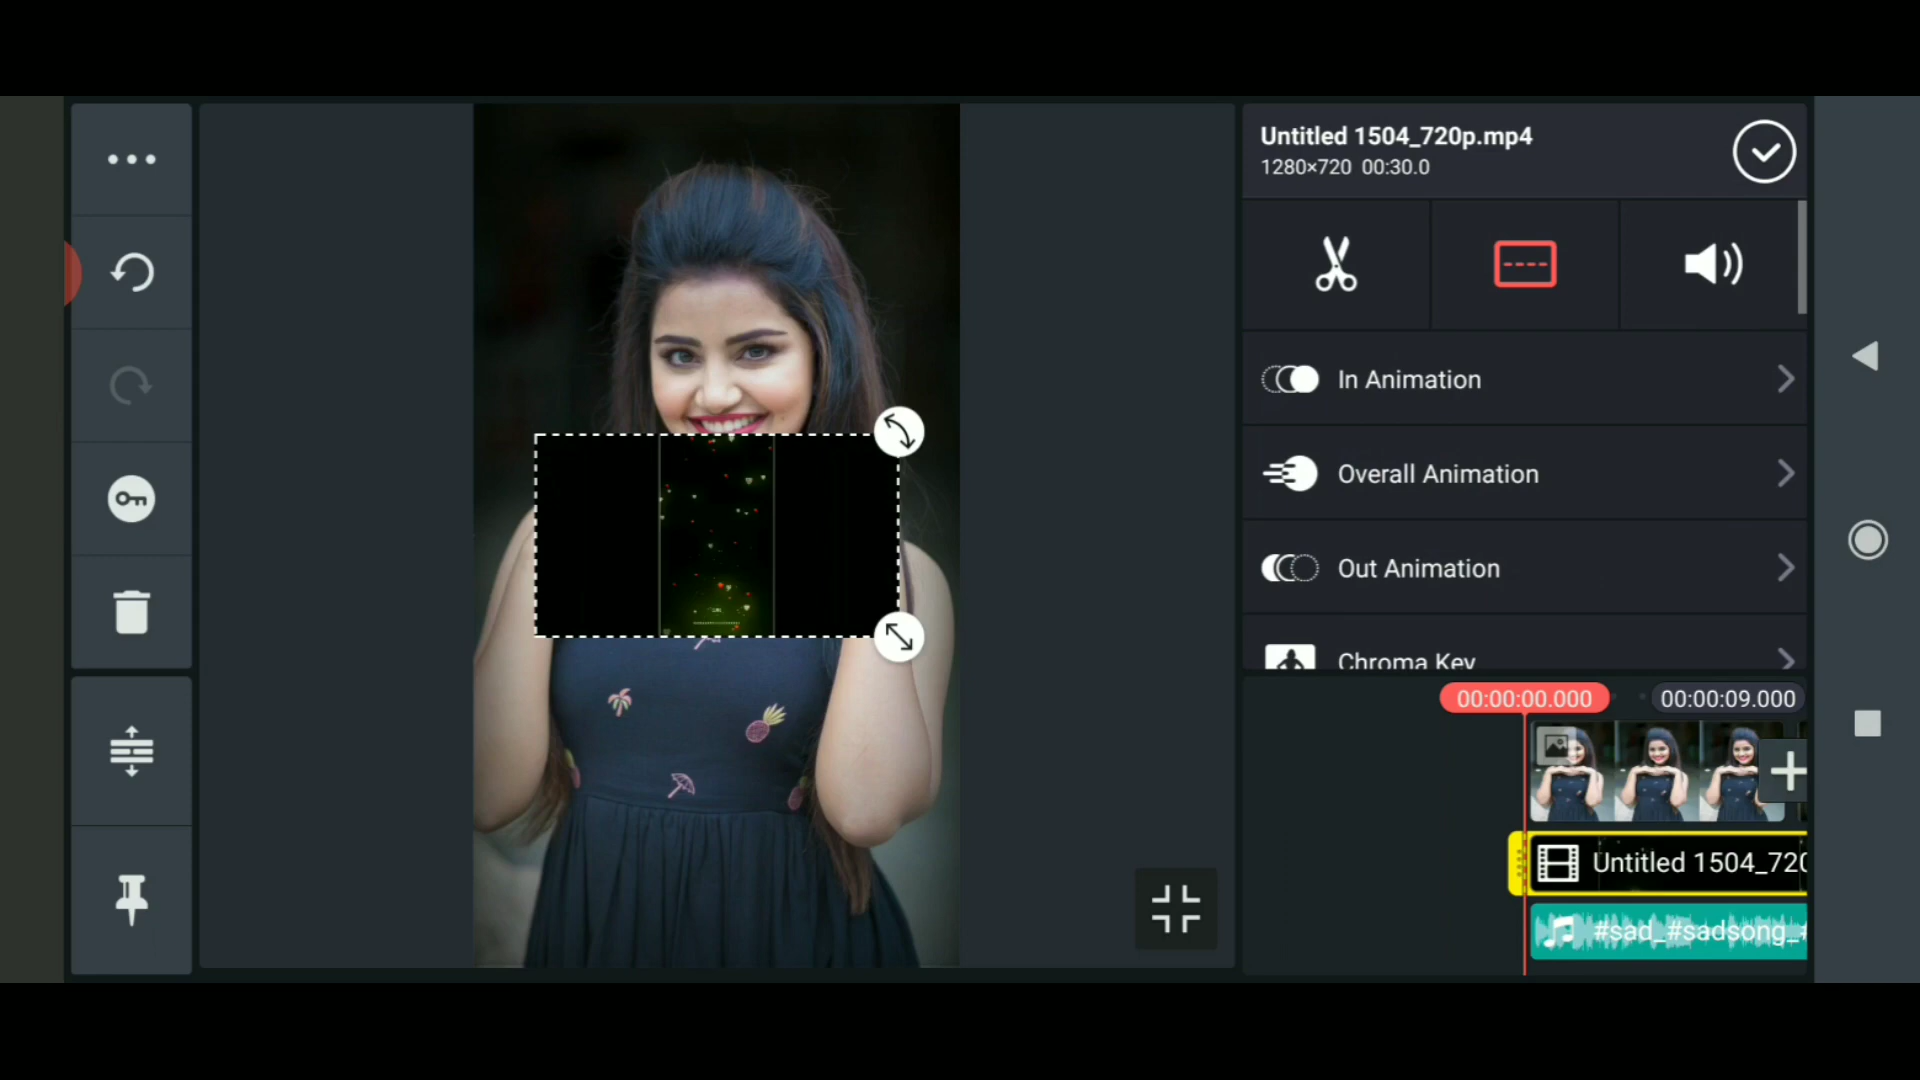 Untitled 1504_720p.mp4
1280×720 00:30.0
In Animation
Overall Animation
Out Animation
Chroma Key
00:00:00.000
00:00:09.000
Untitled 1504_720
#sad_#sadsong_#